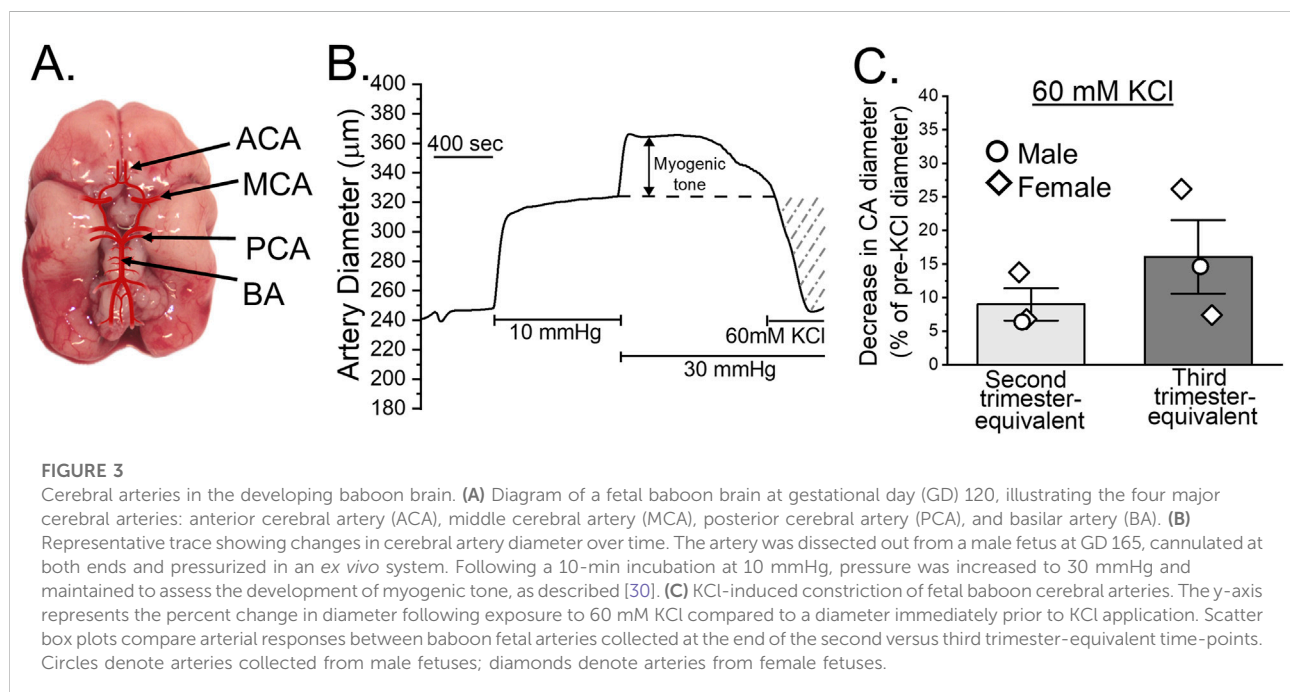 A.
ACA
MCA
PCA
BA
B.
Artery Diameter (μm)
400
380
360
340
320
300
280
260
240
220
200
180
400 sec
Myogenic
tone
10 mmHg
60mM KCl
30 mmHg
C.
60 mM KCl
Male
Female
Decrease in CA diameter
(% of pre-KCl diameter)
40
35
30
25
20
15
10
5
0
Second
trimester-
equivalent
Third
trimester-
equivalent
FIGURE 3
Cerebral arteries in the developing baboon brain. (A) Diagram of a fetal baboon brain at gestational day (GD) 120, illustrating the four major
cerebral arteries: anterior cerebral artery (ACA), middle cerebral artery (MCA), posterior cerebral artery (PCA), and basilar artery (BA). (B)
Representative trace showing changes in cerebral artery diameter over time. The artery was dissected out from a male fetus at GD 165, cannulated at
both ends and pressurized in an ex vivo system. Following a 10-min incubation at 10 mmHg, pressure was increased to 30 mmHg and
maintained to assess the development of myogenic tone, as described [30]. (C) KCl-induced constriction of fetal baboon cerebral arteries. The y-axis
represents the percent change in diameter following exposure to 60 mM KCl compared to a diameter immediately prior to KCl application. Scatter
box plots compare arterial responses between baboon fetal arteries collected at the end of the second versus third trimester-equivalent time-points.
Circles denote arteries collected from male fetuses; diamonds denote arteries from female fetuses.